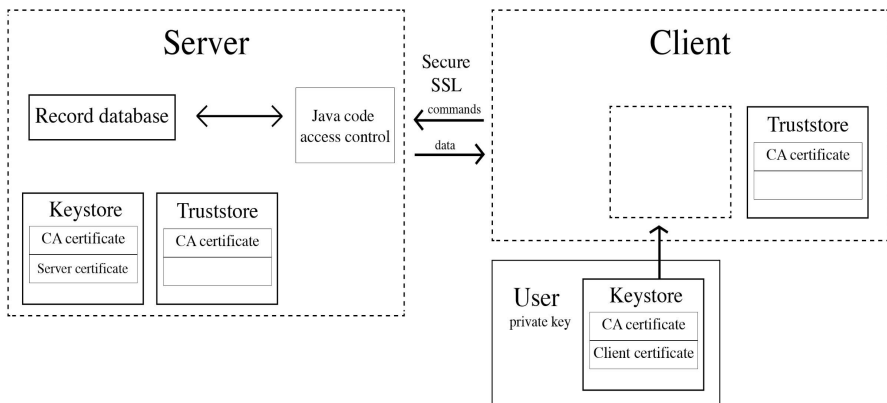 Server
Record database
Java code
access control
Keystore
CA certificate
Server certificate
Truststore
CA certificate
Secure
SSL
commands
data
Client
Truststore
CA certificate
User
private key
Keystore
CA certificate
Client certificate